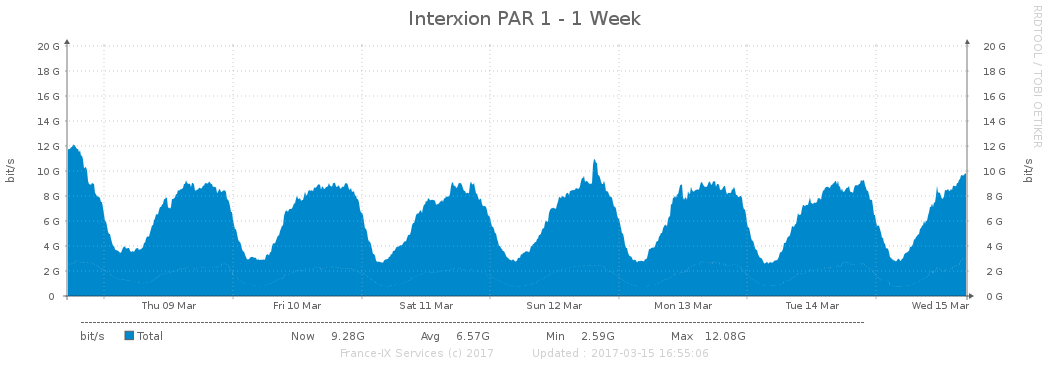 Interxion PAR 1 - 1 Week
RRDTOOL / TOBI OETIKER
20 G 20 G
18 G 18 G
16 G 16 G
14 G 14 G
12 G 12 G
10 G 10 G
bit/s bit/s
8 G 8 G
6 G 6 G
4 G 4 G
2 G 2 G
0 0 G
Thu 09 Mar Fri 10 Mar Sat 11 Mar Sun 12 Mar Mon 13 Mar Tue 14 Mar Wed 15 Mar
bit/s Total Now 9.28G Avg 6.57G Min 2.59G Max 12.08G
France-IX Services (c) 2017 Updated : 2017-03-15 16:55:06